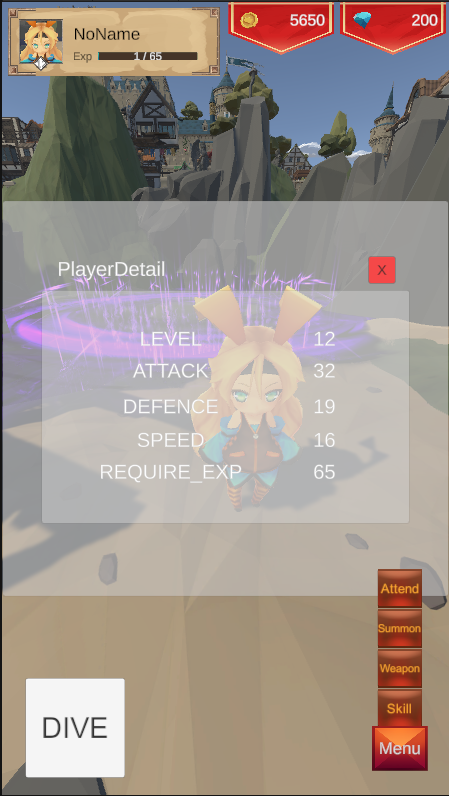 NoName
Exp 1 / 65
5650
200
PlayerDetail
X
LEVEL 12
ATTACK 32
DEFENCE 19
SPEED 16
REQUIRE_EXP 65
Attend
Summon
Weapon
Skill
Menu
DIVE